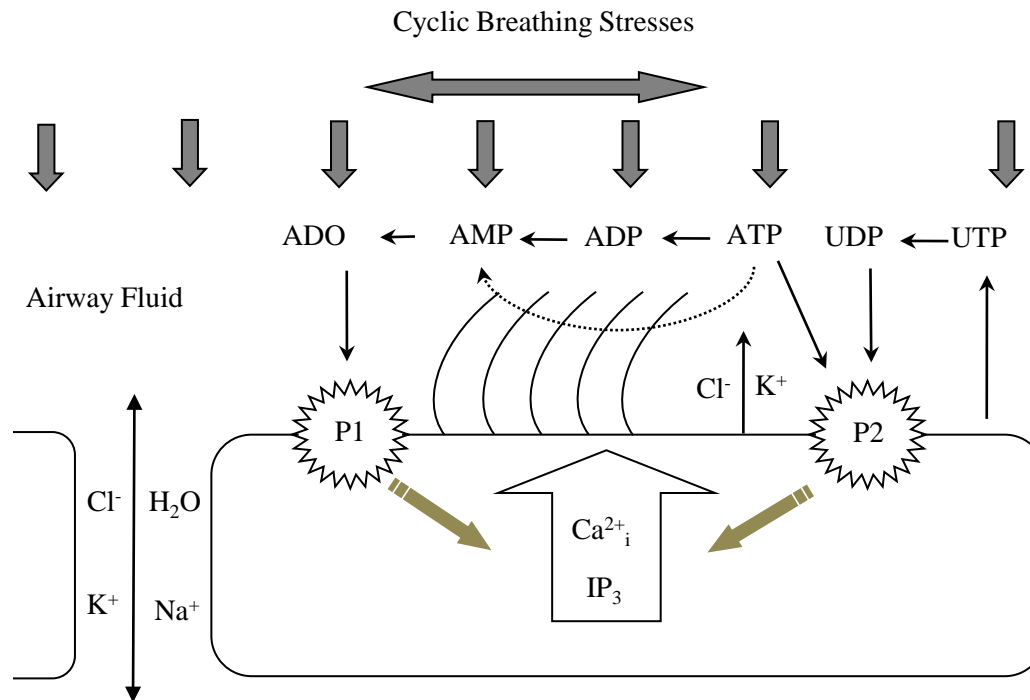 Cyclic Breathing Stresses
ADO AMP ADP ATP UDP UTP
Airway Fluid
Cl- K+
P1 P2
Cl- H2O
Ca2+i
IP3
K+ Na+